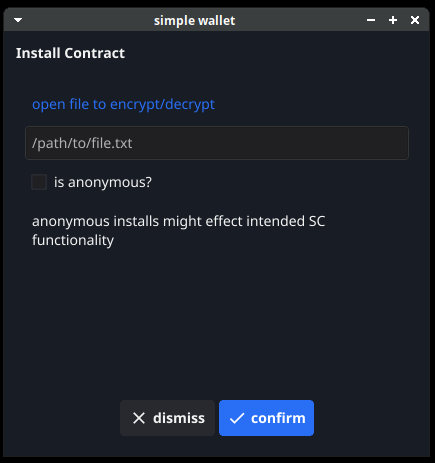 simple wallet
Install Contract
open file to encrypt/decrypt
/path/to/file.txt
is anonymous?
anonymous installs might effect intended SC
functionality
dismiss
confirm